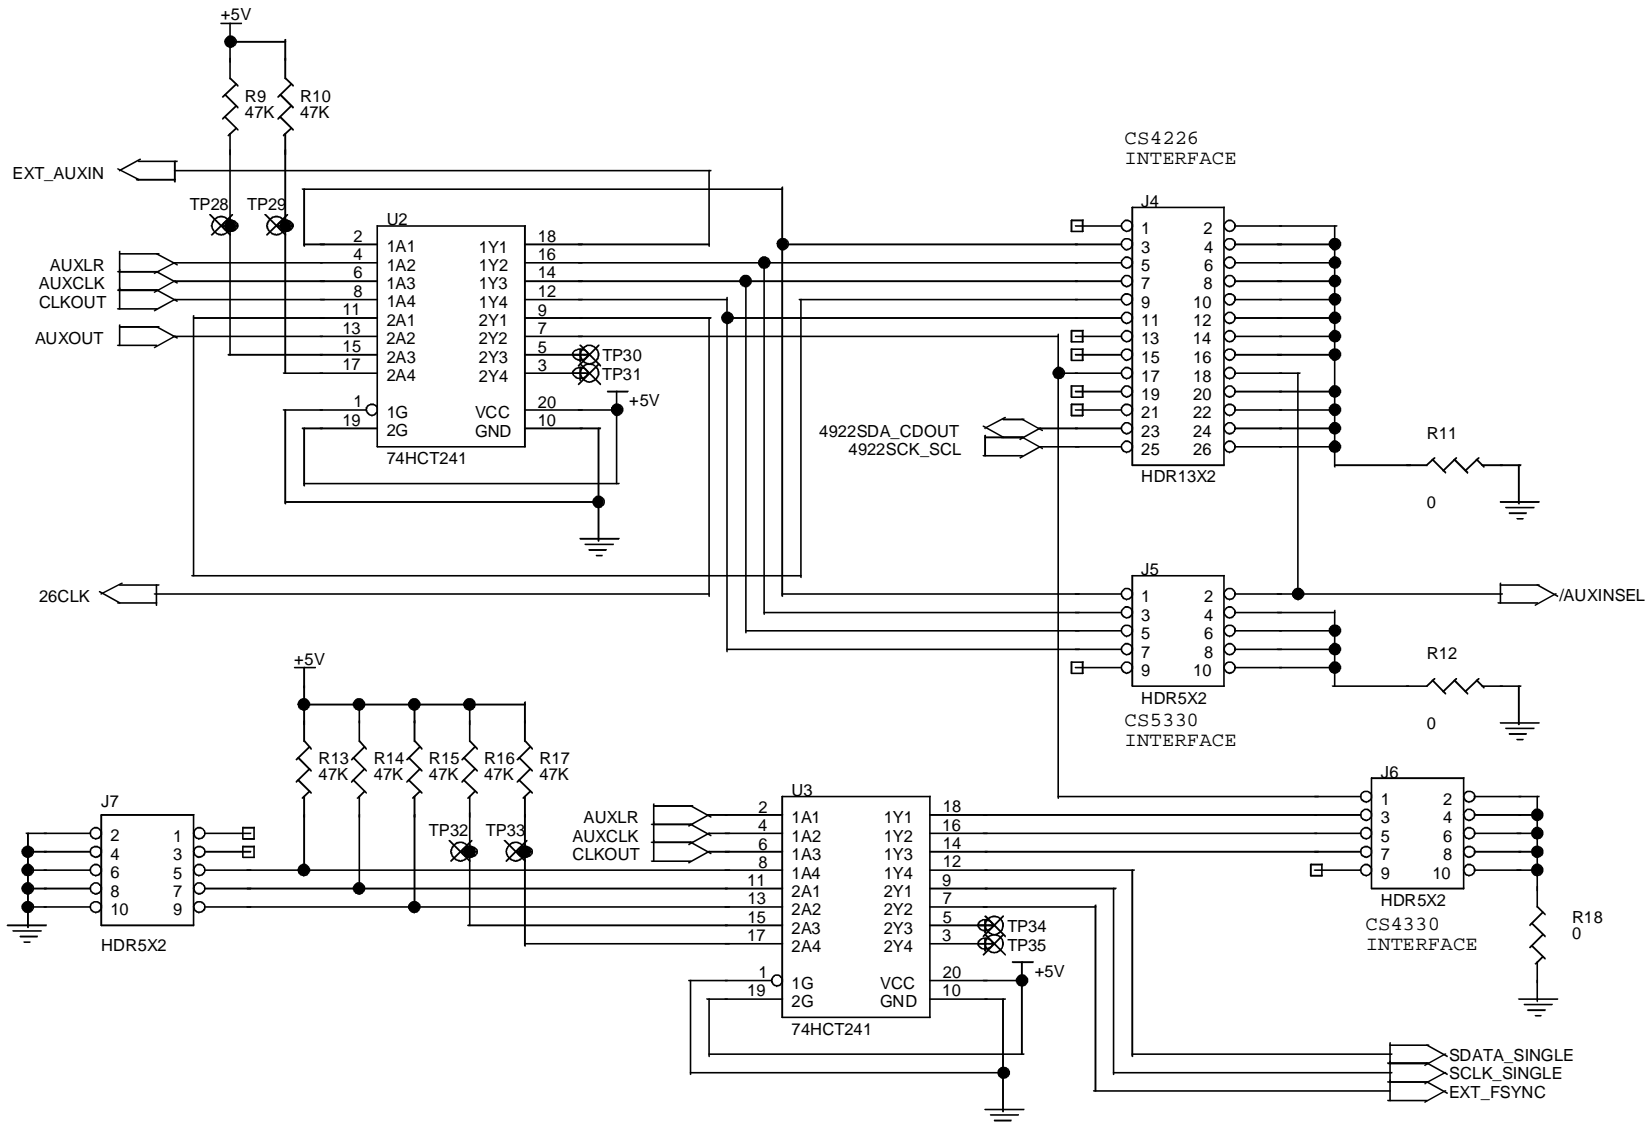 +5V
R9
47K
R10
47K
CS4226
INTERFACE
EXT_AUXIN
TP28
TP29
U2
J4
2 1A1 1Y1 18
4 1A2 1Y2 16
6 1A3 1Y3 14
8 1A4 1Y4 12
11 2A1 2Y1 9
13 2A2 2Y2 7
15 2A3 2Y3 5
17 2A4 2Y4 3
1 1G VCC 20
19 2G GND 10
74HCT241
AUXLR
AUXCLK
CLKOUT
AUXOUT
TP30
TP31
+5V
1 2
3 4
5 6
7 8
9 10
11 12
13 14
15 16
17 18
19 20
21 22
23 24
25 26
HDR13X2
4922SDA_CDOUT
4922SCK_SCL
R11
0
26CLK
J5
1 2
3 4
5 6
7 8
9 10
HDR5X2
CS5330
INTERFACE
/AUXINSEL
R12
0
+5V
R13
47K
R14
47K
R15
47K
R16
47K
R17
47K
J7
2 1
4 3
6 5
8 7
10 9
HDR5X2
TP32
TP33
AUXLR
AUXCLK
CLKOUT
U3
2 1A1 1Y1 18
4 1A2 1Y2 16
6 1A3 1Y3 14
8 1A4 1Y4 12
11 2A1 2Y1 9
13 2A2 2Y2 7
15 2A3 2Y3 5
17 2A4 2Y4 3
1 1G VCC 20
19 2G GND 10
74HCT241
TP34
TP35
+5V
J6
1 2
3 4
5 6
7 8
9 10
HDR5X2
CS4330
INTERFACE
R18
0
SDATA_SINGLE
SCLK_SINGLE
EXT_FSYNC